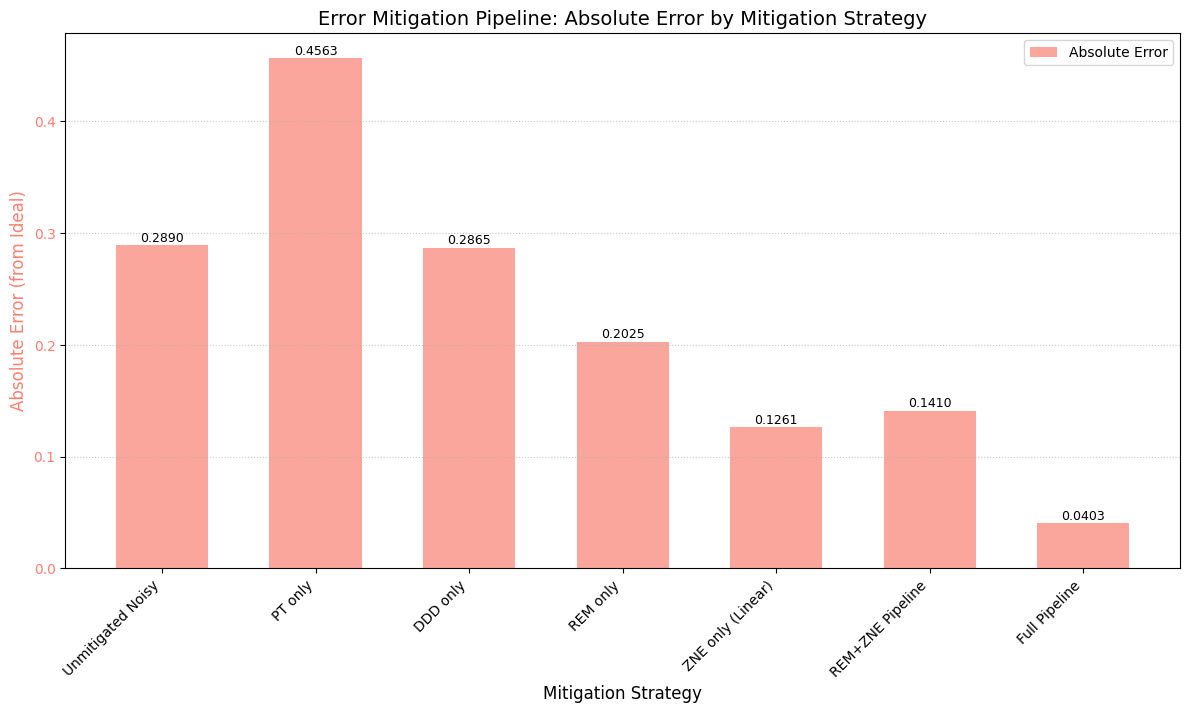 Error Mitigation Pipeline: Absolute Error by Mitigation Strategy
Absolute Error
Absolute Error (from Ideal)
0.4
0.3
0.2
0.1
0.0
0.2890
0.4563
0.2865
0.2025
0.1261
0.1410
0.0403
Unmitigated Noisy
PT only
DDD only
REM only
ZNE only (Linear)
REM+ZNE Pipeline
Full Pipeline
Mitigation Strategy